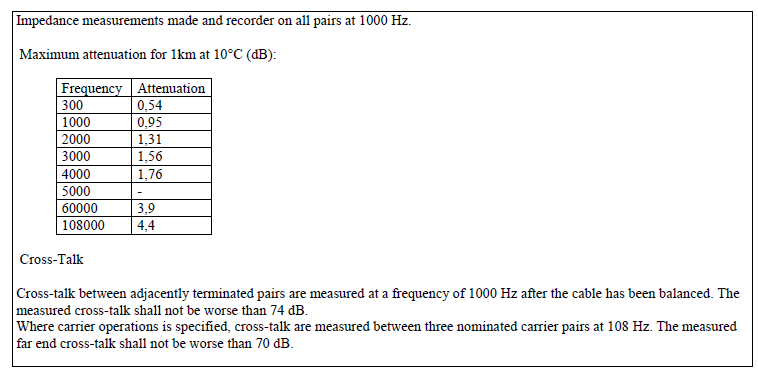 Impedance measurements made and recorder on all pairs at 1000 Hz.
Maximum attenuation for 1km at 10°C (dB):
Frequency Attenuation
300 0,54
1000 0,95
2000 1,31
3000 1,56
4000 1,76
5000 -
60000 3,9
108000 4,4
Cross-Talk
Cross-talk between adjacently terminated pairs are measured at a frequency of 1000 Hz after the cable has been balanced. The
measured cross-talk shall not be worse than 74 dB.
Where carrier operations is specified, cross-talk are measured between three nominated carrier pairs at 108 Hz. The measured
far end cross-talk shall not be worse than 70 dB.